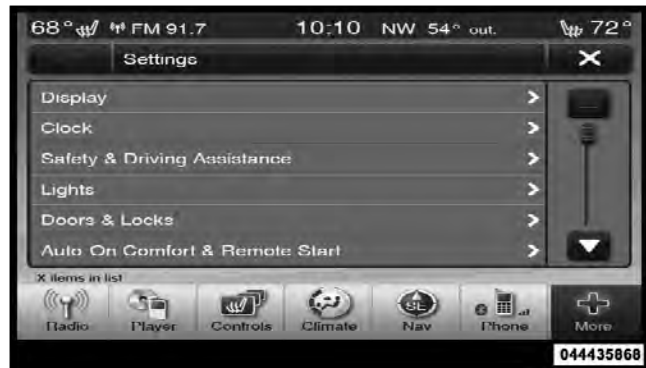 68° FM 91.7 10:10 NW 54° out. 72°
Settings X
Display
Clock
Safety & Driving Assistance
Lights
Doors & Locks
Auto On Comfort & Remote Start
X items in list
SE
Radio Player Controls Climate Nav Phone More
044435868